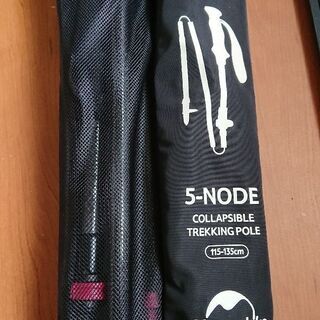 5-NODE
COLLAPSIBLE
TREKKING POLE
115-135cm